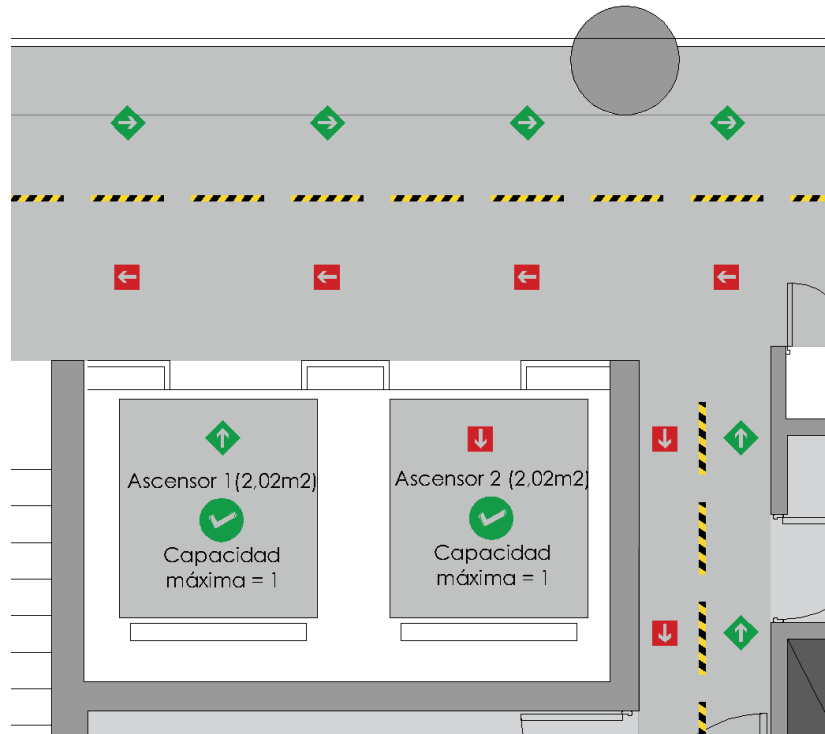 Ascensor 1(2,02m2)
Capacidad
máxima = 1
Ascensor 2 (2,02m2)
Capacidad
máxima = 1